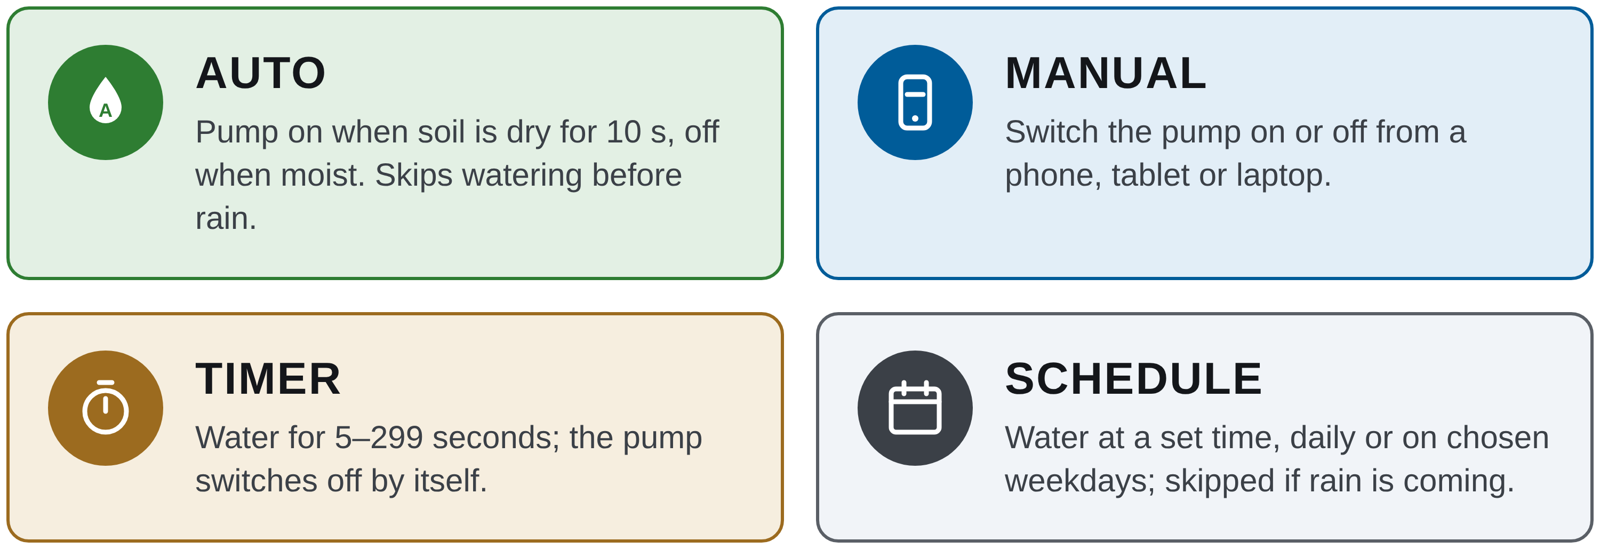 A
AUTO
Pump on when soil is dry for 10 s, off
when moist. Skips watering before
rain.
MANUAL
Switch the pump on or off from a
phone, tablet or laptop.
TIMER
Water for 5–299 seconds; the pump
switches off by itself.
SCHEDULE
Water at a set time, daily or on chosen
weekdays; skipped if rain is coming.